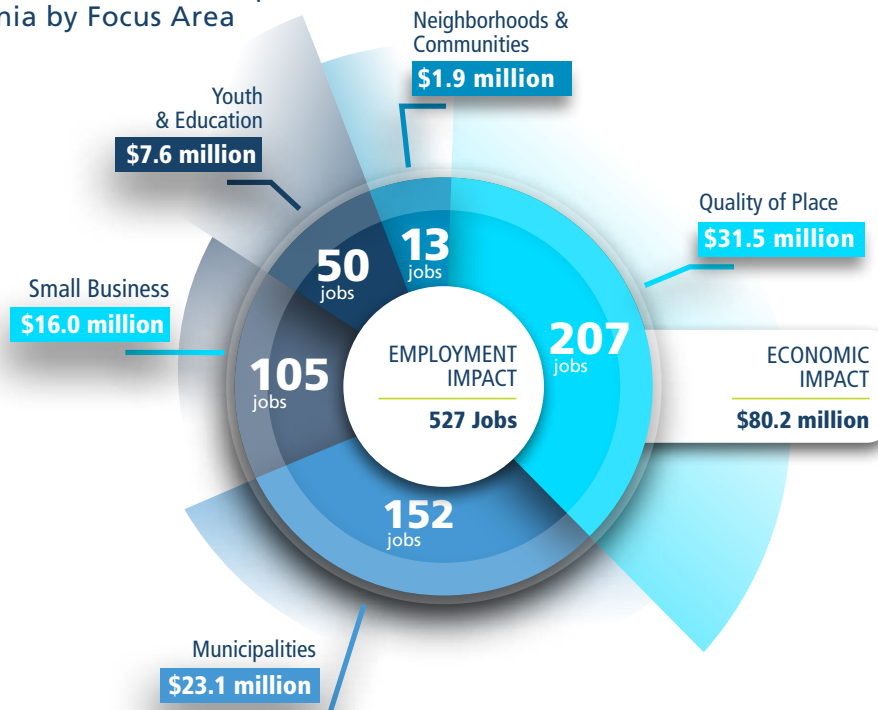 nia by Focus Area
Neighborhoods &
Communities
$1.9 million
Youth
& Education
$7.6 million
Quality of Place
$31.5 million
Small Business
$16.0 million
13
jobs
50
jobs
207
jobs
105
jobs
152
jobs
EMPLOYMENT
IMPACT
527 Jobs
ECONOMIC
IMPACT
$80.2 million
Municipalities
$23.1 million